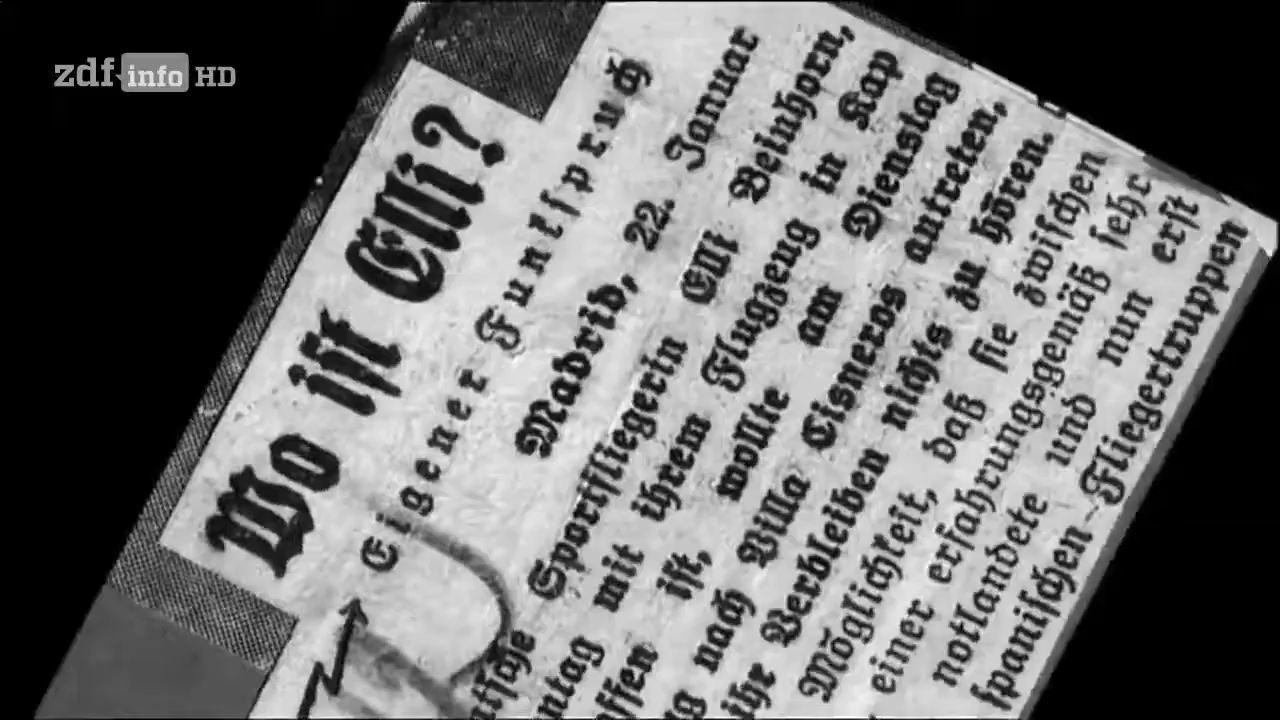 zdf info HD
Wo ist Elli?
Eigener Funkspruch
Madrid, 22. Januar
Sportfliegerin Elli Beinhorn,
mit ihrem Flugzeug in Kap
ist, wollte am Dienstag
nach Villa Cisneros antreten,
ihr Verbleiben nichts zu hören.
Möglichkeit, daß sie zwischen
einer erfahrungsgemäß sehr
notlandete und nun erst
spanischen Fliegertruppen